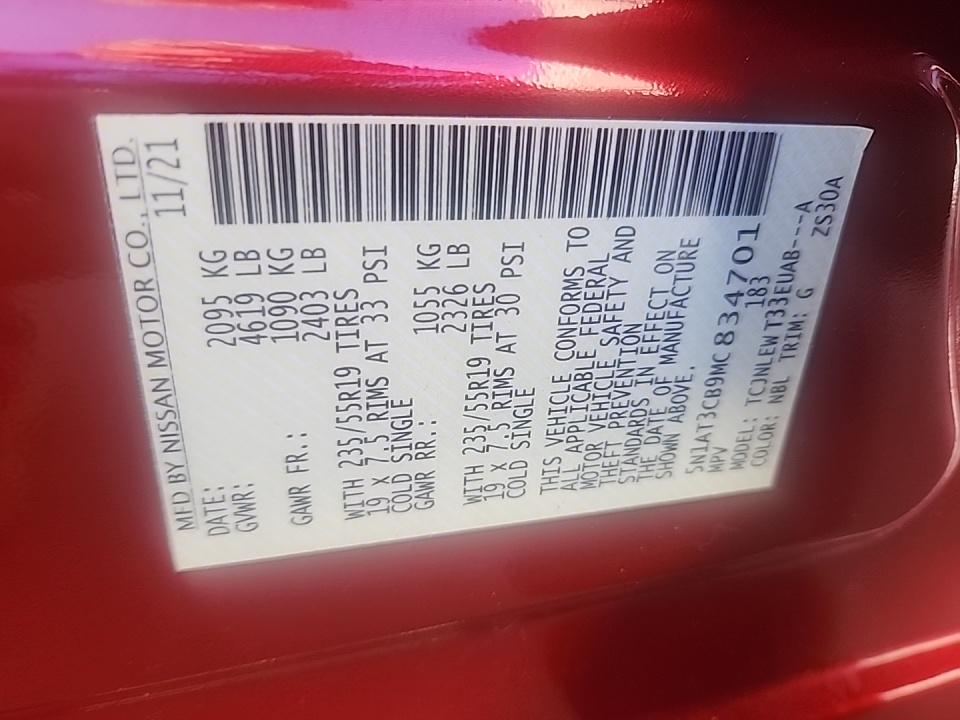 MFD BY NISSAN MOTOR CO., LTD.
DATE: 11/21
GVWR: 2095 KG
4619 LB
GAWR FR.: 1090 KG
2403 LB
WITH 235/55R19 TIRES
19 X 7.5 RIMS AT 33 PSI
COLD SINGLE
GAWR RR.: 1055 KG
2326 LB
WITH 235/55R19 TIRES
19 X 7.5 RIMS AT 30 PSI
COLD SINGLE
THIS VEHICLE CONFORMS TO
ALL APPLICABLE FEDERAL
MOTOR VEHICLE SAFETY AND
THEFT PREVENTION
STANDARDS IN EFFECT ON
THE DATE OF MANUFACTURE
SHOWN ABOVE.
5N1AT3CB9MC834701
MPV 183
MODEL: TCJNLEWT33EUAB---A
COLOR: NBL TRIM: G ZS30A